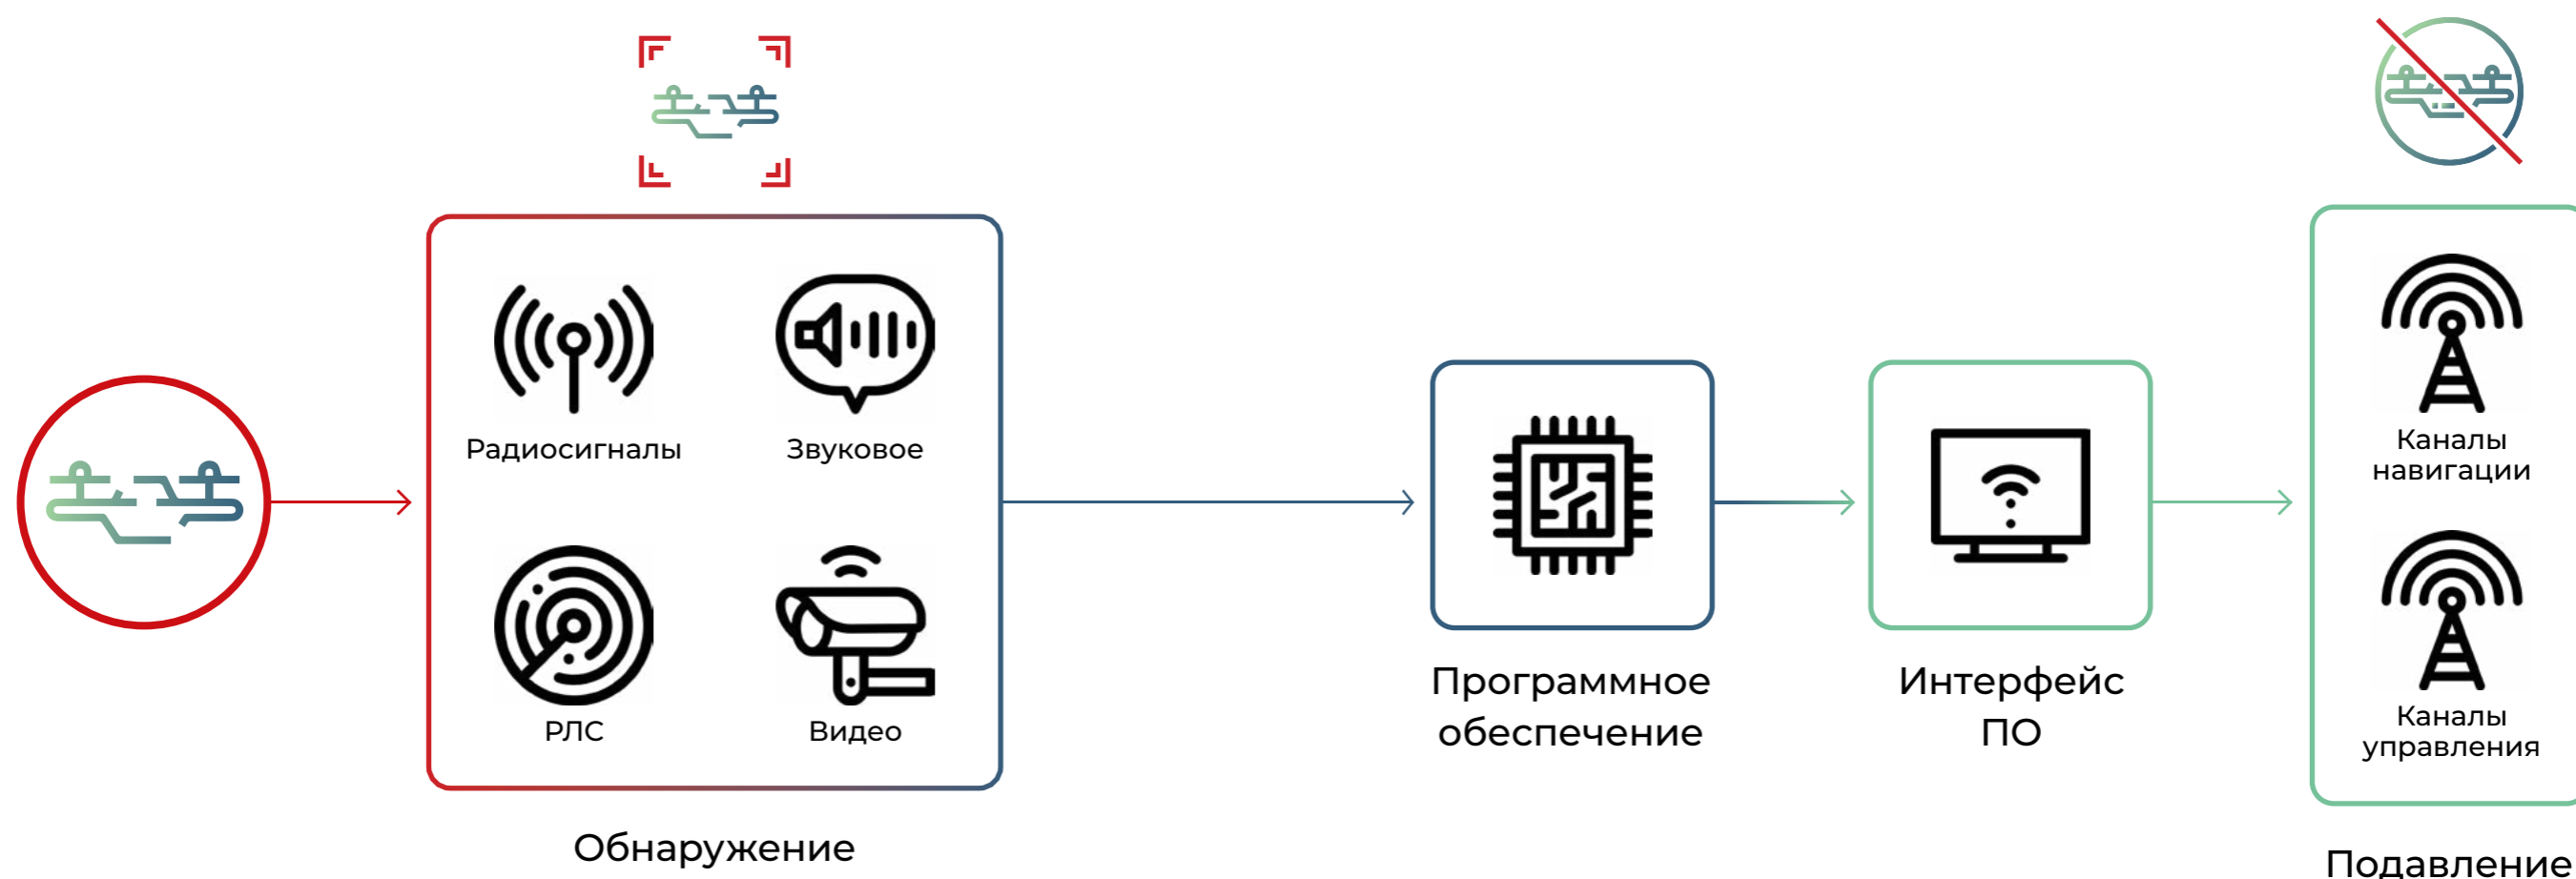 Радиосигналы
Звуковое
РЛС
Видео
Обнаружение
Программное
обеспечение
Интерфейс
ПО
Каналы
навигации
Каналы
управления
Подавление